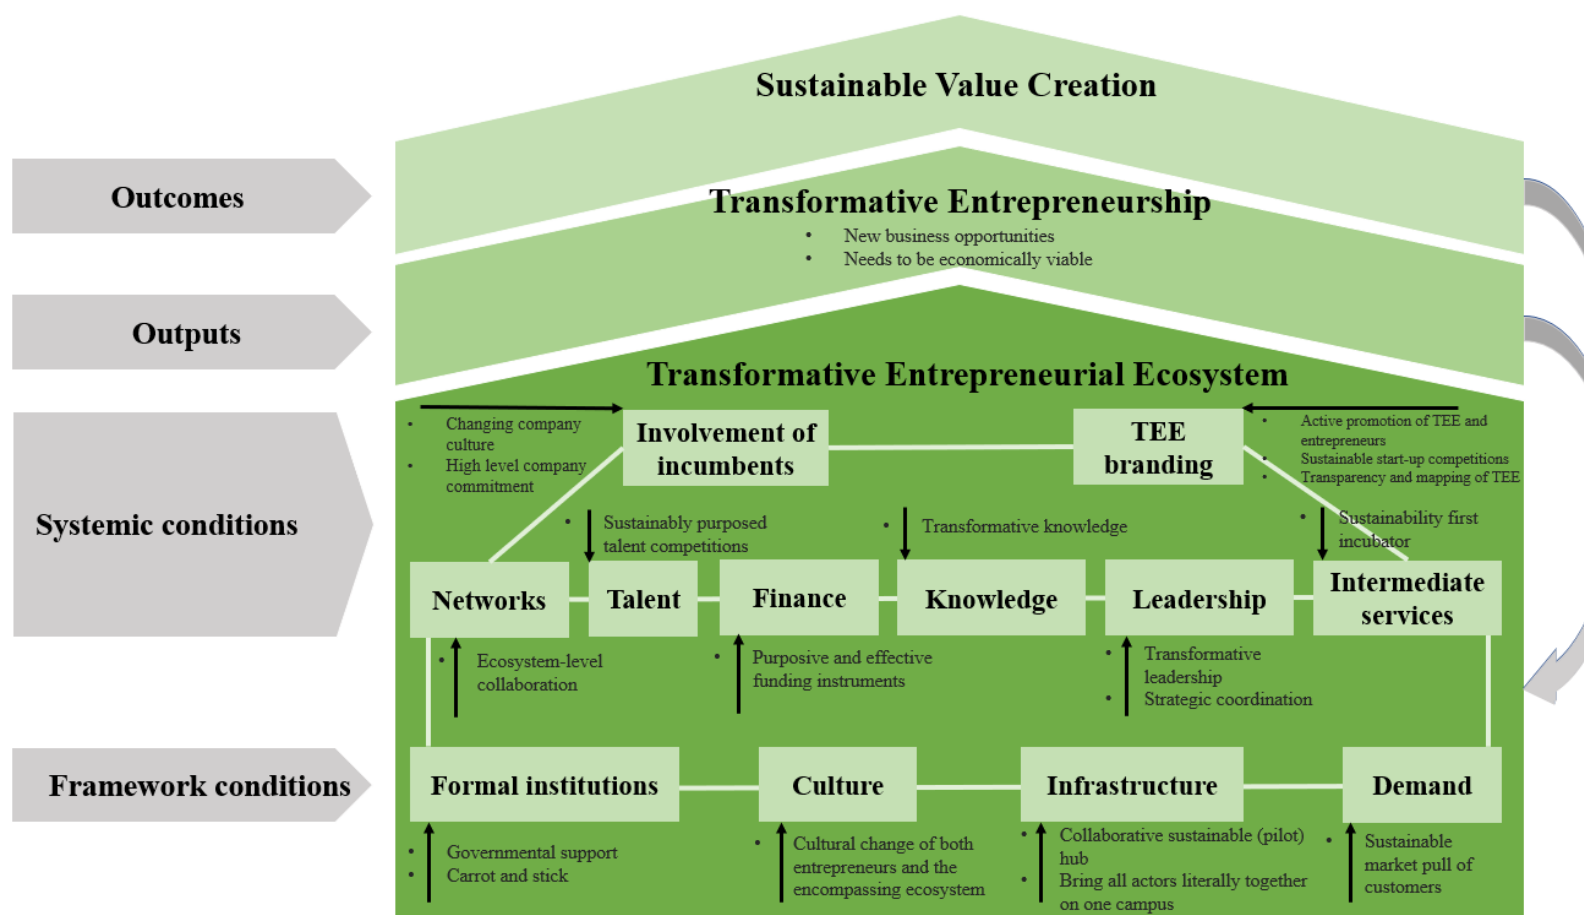 Sustainable Value Creation
Outcomes
Transformative Entrepreneurship
• New business opportunities
• Needs to be economically viable
Outputs
Transformative Entrepreneurial Ecosystem
Systemic conditions
• Changing company
culture
• High level company
commitment
Involvement of
incumbents
TEE
branding
• Active promotion of TEE and
entrepreneurs
• Sustainable start-up competitions
• Transparency and mapping of TEE
• Sustainably purposed
talent competitions
• Transformative knowledge
• Sustainability first
incubator
Networks
Talent
Finance
Knowledge
Leadership
Intermediate
services
• Ecosystem-level
collaboration
• Purposive and effective
funding instruments
• Transformative
leadership
• Strategic coordination
Framework conditions
Formal institutions
Culture
Infrastructure
Demand
• Governmental support
• Carrot and stick
• Cultural change of both
entrepreneurs and the
encompassing ecosystem
• Collaborative sustainable (pilot)
hub
• Bring all actors literally together
on one campus
• Sustainable
market pull of
customers